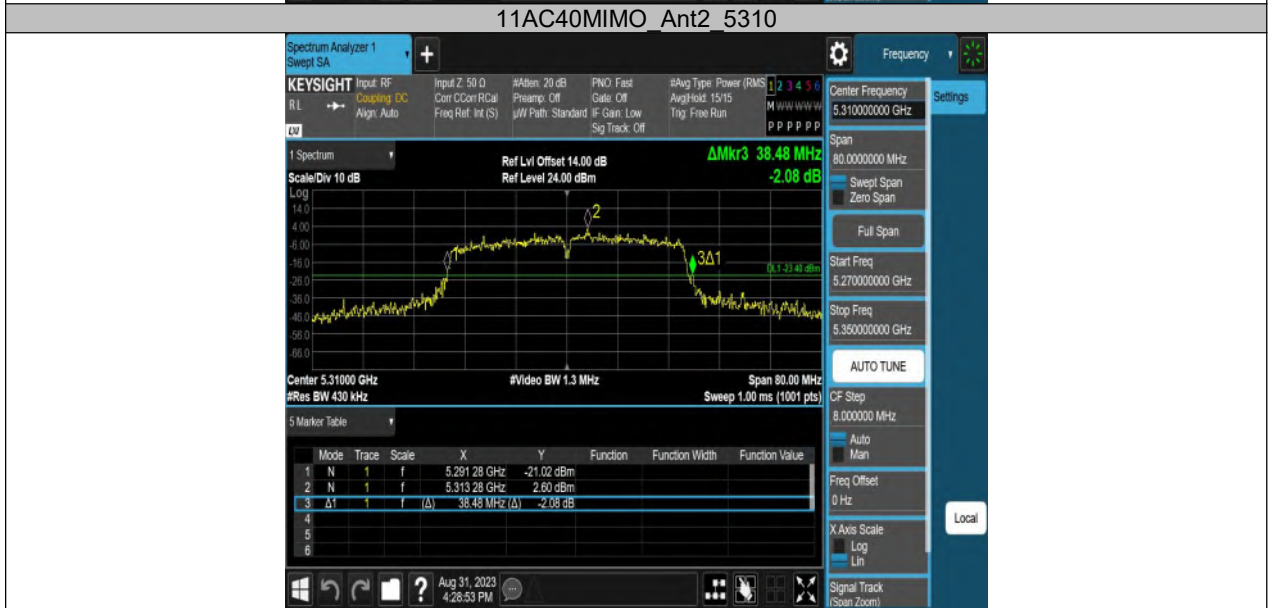 11AC40MIMO_Ant2_5310
Spectrum Analyzer 1
Swept SA
+
Frequency
KEYSIGHT
RL
LXI
Input: RF
Coupling: DC
Align: Auto
Input Z: 50 Ω
Corr CCorr RCal
Freq Ref: Int (S)
#Atten: 20 dB
Preamp: Off
µW Path: Standard
PNO: Fast
Gate: Off
IF Gain: Low
Sig Track: Off
#Avg Type: Power (RMS
Avg|Hold: 15/15
Trig: Free Run
1 2 3 4 5 6
M W W W W W
P P P P P P
1 Spectrum
Ref Lvl Offset 14.00 dB
ΔMkr3 38.48 MHz
Scale/Div 10 dB
Ref Level 24.00 dBm
-2.08 dB
Log
14.0
4.00
-6.00
-16.0
-26.0
-36.0
-46.0
-56.0
-66.0
2
3Δ1
DL1 -23.40 dBm
Center 5.31000 GHz
#Video BW 1.3 MHz
Span 80.00 MHz
#Res BW 430 kHz
Sweep 1.00 ms (1001 pts)
5 Marker Table
Mode Trace Scale X Y Function Function Width Function Value
1 N 1 f 5.291 28 GHz -21.02 dBm
2 N 1 f 5.313 28 GHz 2.60 dBm
3 Δ1 1 f (Δ) 38.48 MHz (Δ) -2.08 dB
4
5
6
?
Aug 31, 2023
4:28:53 PM
Center Frequency
5.310000000 GHz
Settings
Span
80.0000000 MHz
Swept Span
Zero Span
Full Span
Start Freq
5.270000000 GHz
Stop Freq
5.350000000 GHz
AUTO TUNE
CF Step
8.000000 MHz
Auto
Man
Freq Offset
0 Hz
X Axis Scale
Log
Lin
Local
Signal Track
(Span Zoom)